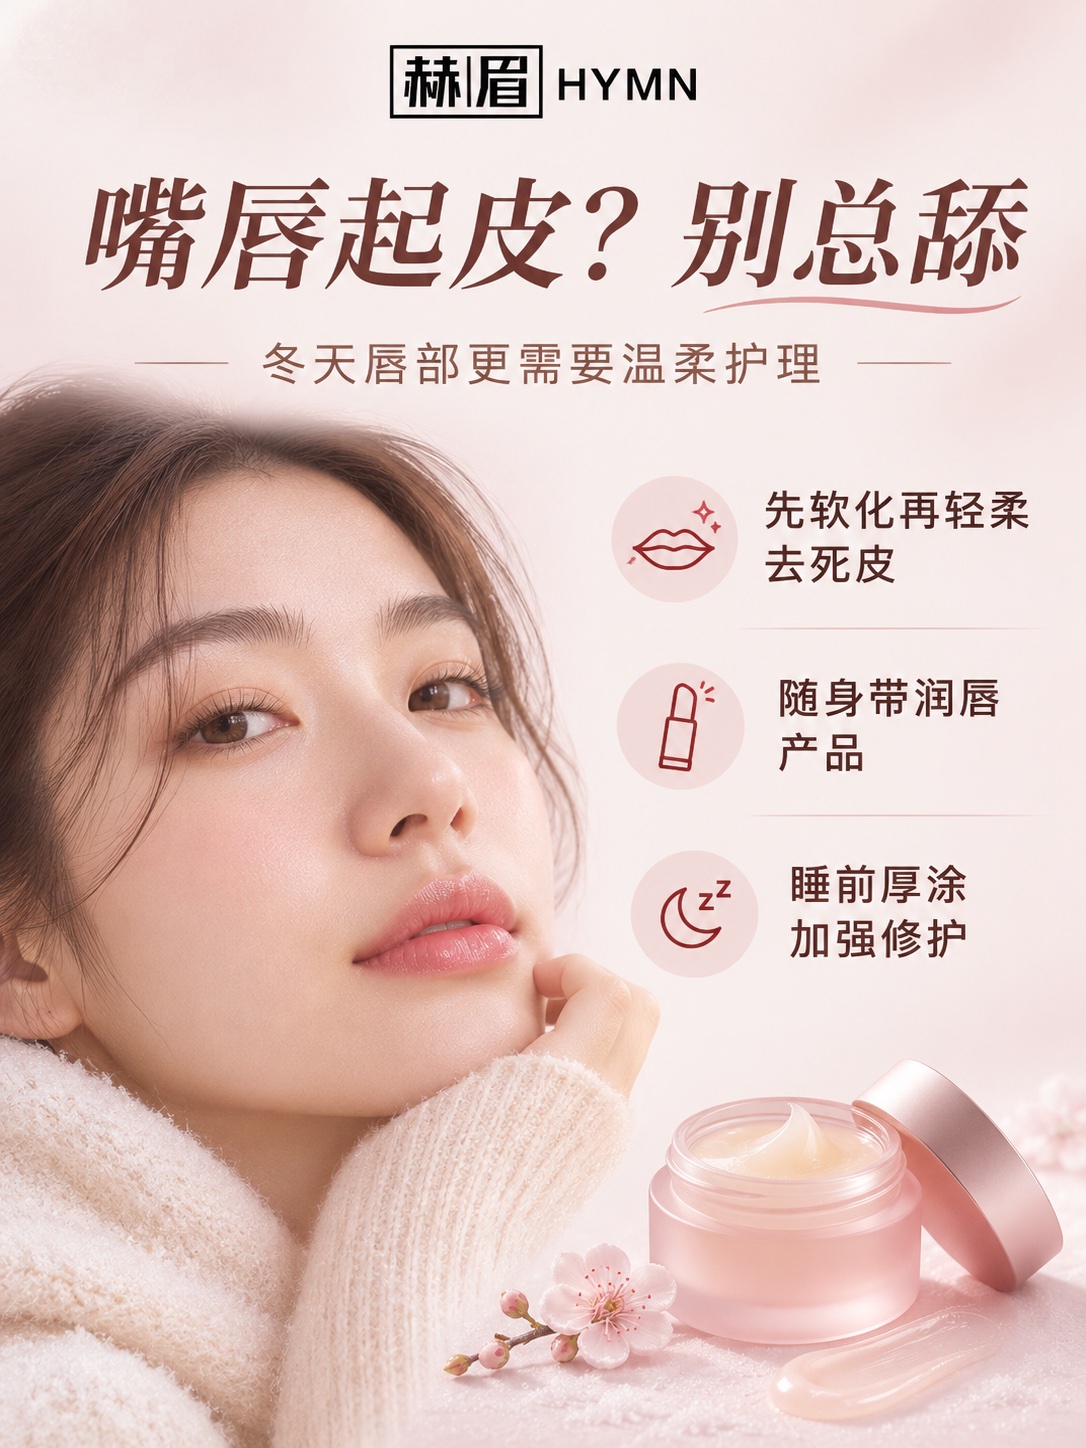 赫眉 HYMN
嘴唇起皮？别总舔
冬天唇部更需要温柔护理
先软化再轻柔
去死皮
随身带润唇
产品
睡前厚涂
加强修护
zZ